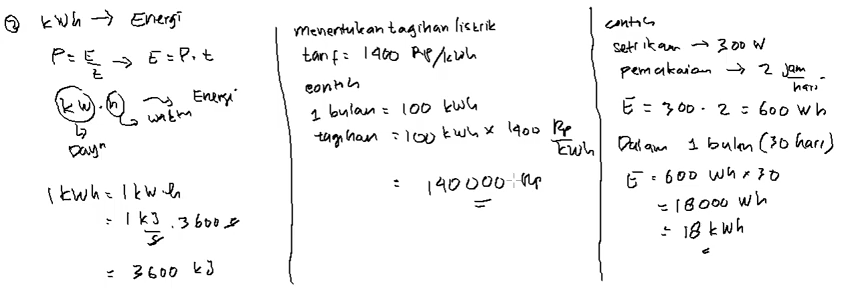 ② kWh → Energi
P = E/t → E = P. t
kW . h → Energi
→ waktu
↳ Daya
1 kWh = 1 kW.h
= 1 kJ/s . 3600 s
= 3600 kJ
menentukan tagihan listrik
tarif = 1400 Rp/kWh
contoh
1 bulan = 100 kWh
tagihan = 100 kWh × 1400 Rp/kWh
= 140000 Rp
contoh
setrikaan → 300 W
pemakaian → 2 jam/hari
E = 300 . 2 = 600 Wh
Dalam 1 bulan (30 hari)
E = 600 Wh × 30
= 18000 Wh
= 18 kWh